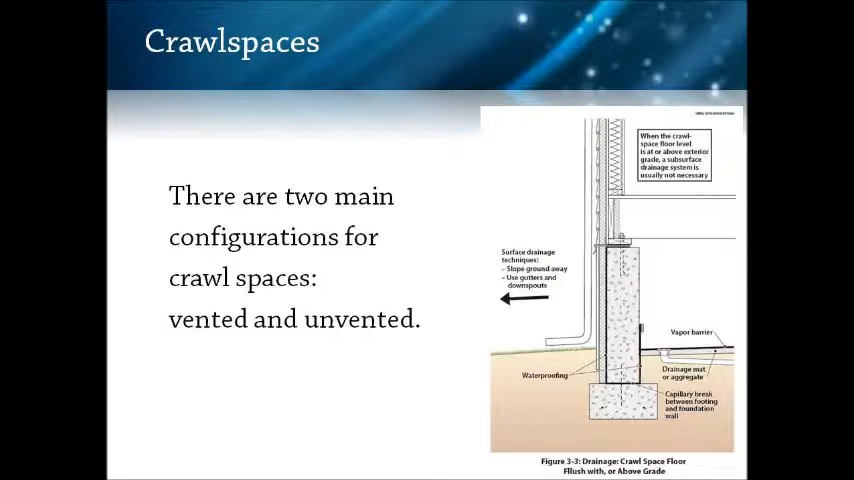 Crawlspaces
There are two main
configurations for
crawl spaces:
vented and unvented.
When the crawl-
space floor level
is at or above exterior
grade, a subsurface
drainage system is
usually not necessary
Surface drainage
techniques:
– Slope ground away
– Use gutters and
downspouts
Vapor barrier
Waterproofing
Drainage mat
or aggregate
Capillary break
between footing
and foundation
wall
Figure 3-3: Drainage: Crawl Space Floor
Fllush with, or Above Grade